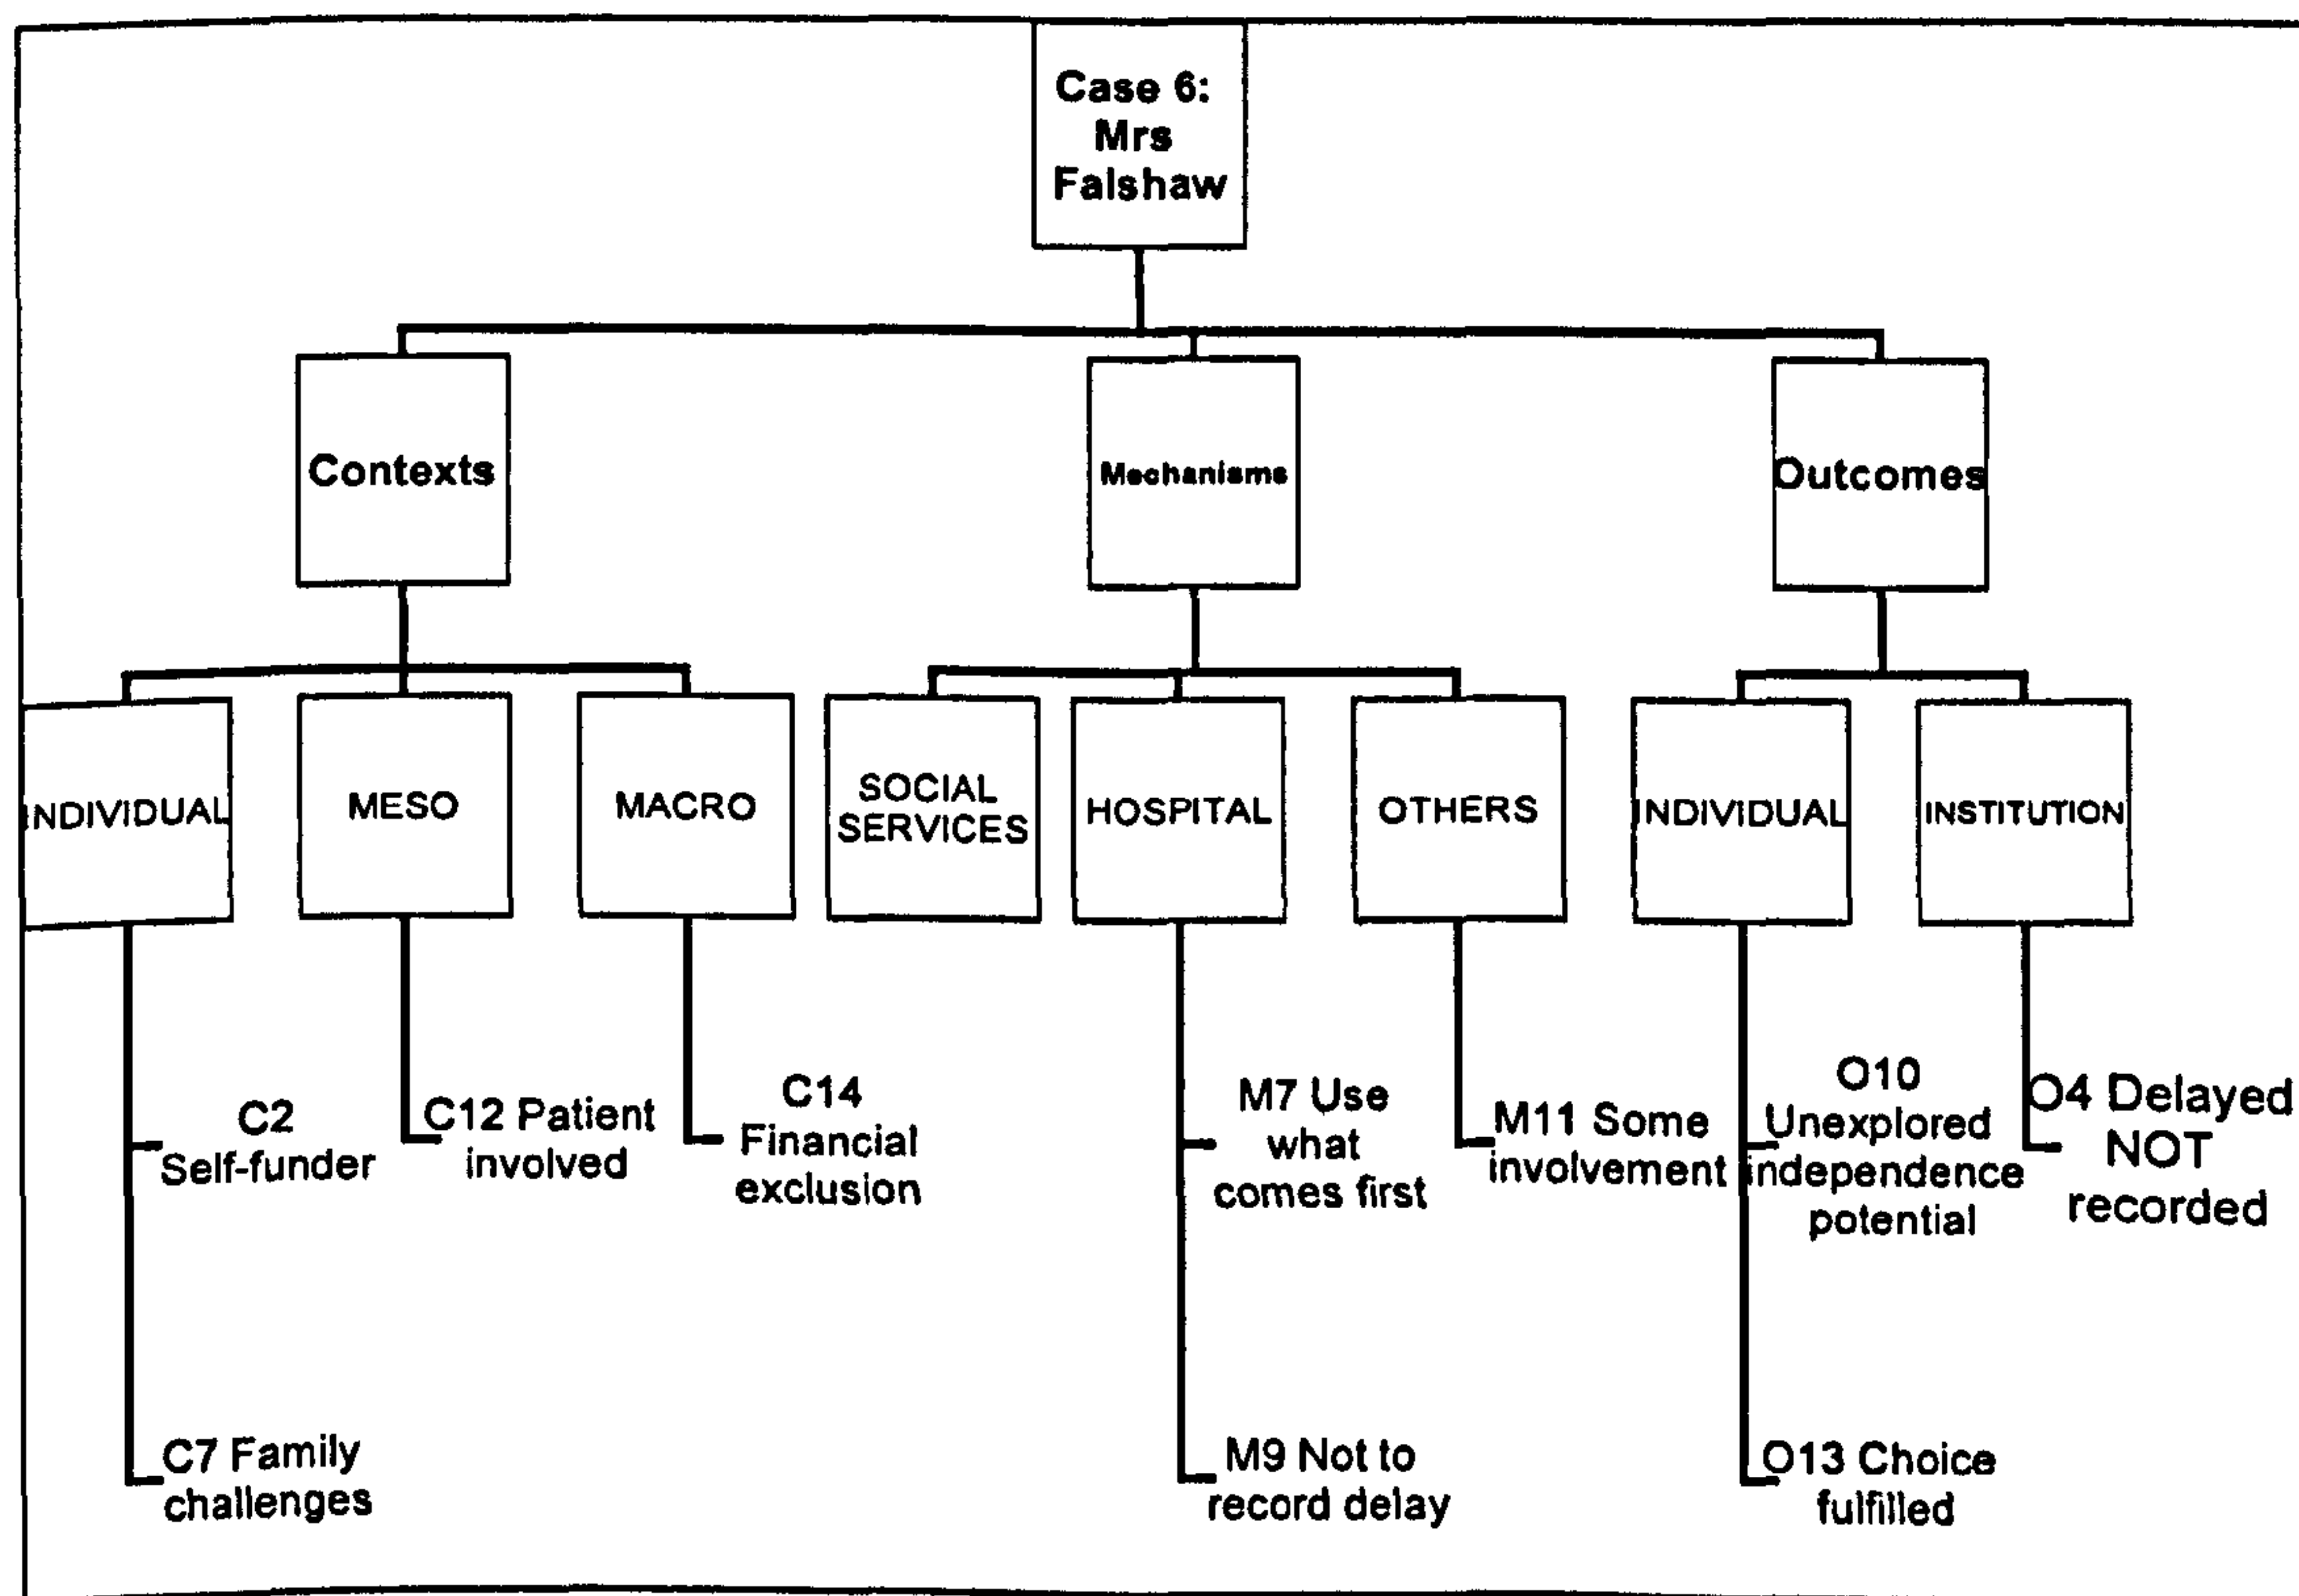 Case 6:
Mrs
Falshaw
Contexts
Mechanisms
Outcomes
INDIVIDUAL
MESO
MACRO
SOCIAL
SERVICES
HOSPITAL
OTHERS
INDIVIDUAL
INSTITUTION
C2
Self-funder
C7 Family
challenges
C12 Patient
involved
C14
Financial
exclusion
M7 Use
what
comes first
M9 Not to
record delay
M11 Some
involvement
O10
Unexplored
independence
potential
O13 Choice
fulfilled
O4 Delayed
NOT
recorded